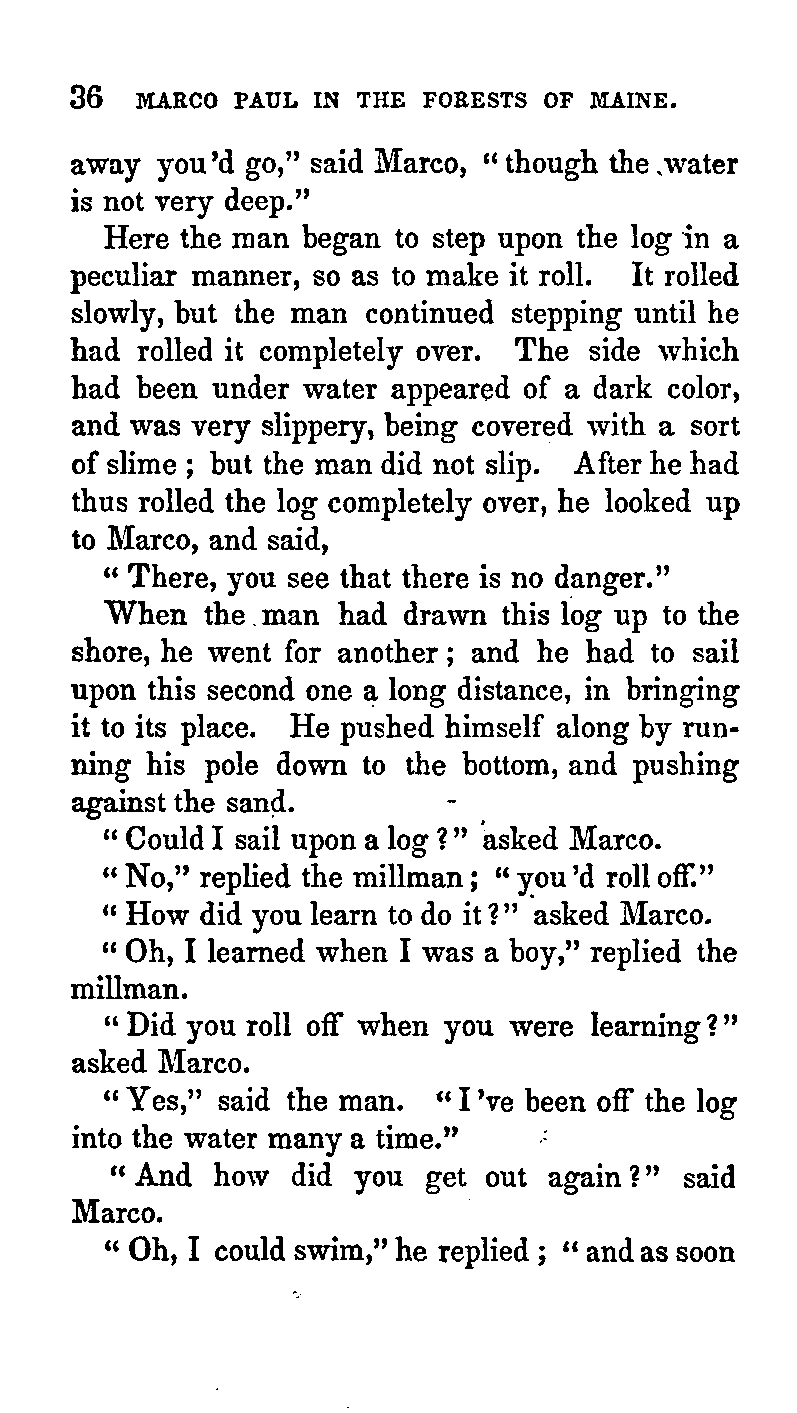 36 MARCO PAUL IN THE FORESTS OF MAINE.
away you'd go," said Marco, "though the water
is not very deep."
Here the man began to step upon the log in a
peculiar manner, so as to make it roll. It rolled
slowly, but the man continued stepping until he
had rolled it completely over. The side which
had been under water appeared of a dark color,
and was very slippery, being covered with a sort
of slime; but the man did not slip. After he had
thus rolled the log completely over, he looked up
to Marco, and said,
"There, you see that there is no danger."
When the man had drawn this log up to the
shore, he went for another; and he had to sail
upon this second one a long distance, in bringing
it to its place. He pushed himself along by run-
ning his pole down to the bottom, and pushing
against the sand.
"Could I sail upon a log?" asked Marco.
"No," replied the millman; "you'd roll off."
"How did you learn to do it?" asked Marco.
"Oh, I learned when I was a boy," replied the
millman.
"Did you roll off when you were learning?"
asked Marco.
"Yes," said the man. "I've been off the log
into the water many a time."
"And how did you get out again?" said
Marco.
"Oh, I could swim," he replied; "and as soon